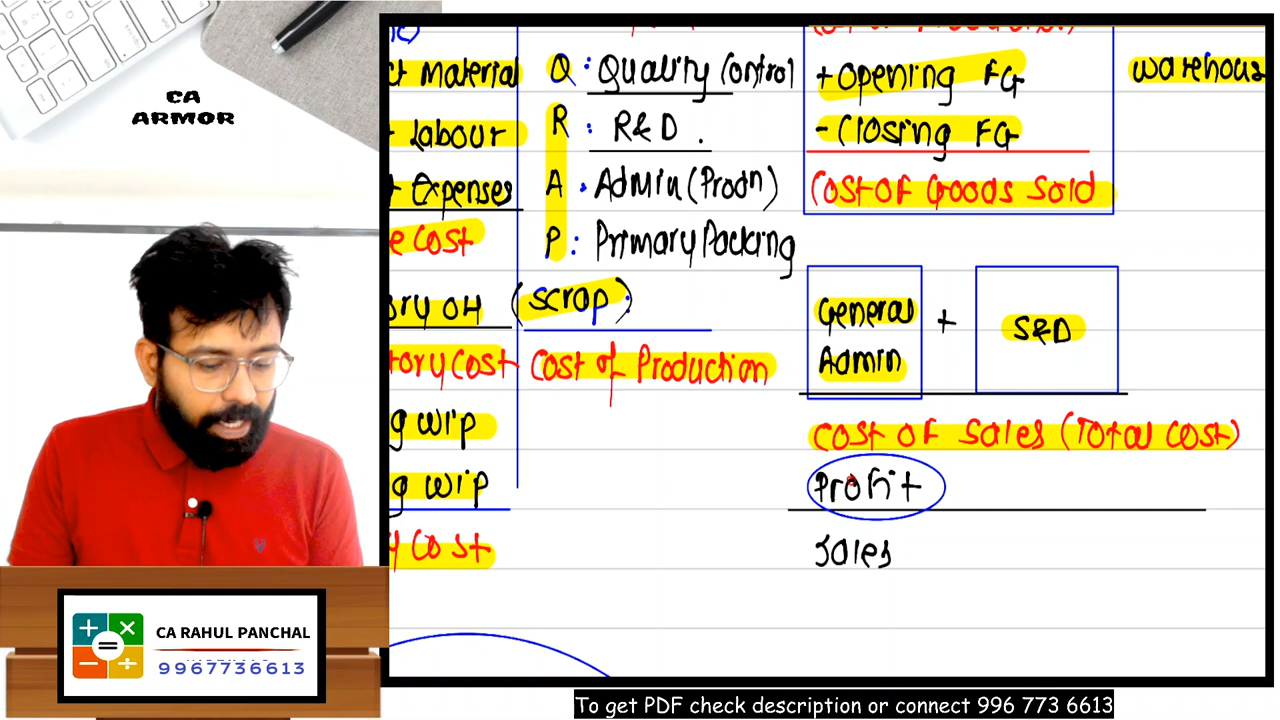 CA
ARMOR
Material
Labour
Expenses
Cost
OH
Cost
WIP
WIP
Cost
Q : Quality Control
R : R&D .
A : Admin (Prodn)
P : Primary Packing
(Scrap)
Cost of Production
+ Opening FG
- Closing FG
Cost of Goods Sold
General
Admin
+
S&D
Cost of Sales (Total Cost)
Profit
Sales
CA RAHUL PANCHAL
9967736613
To get PDF check description or connect 996 773 6613